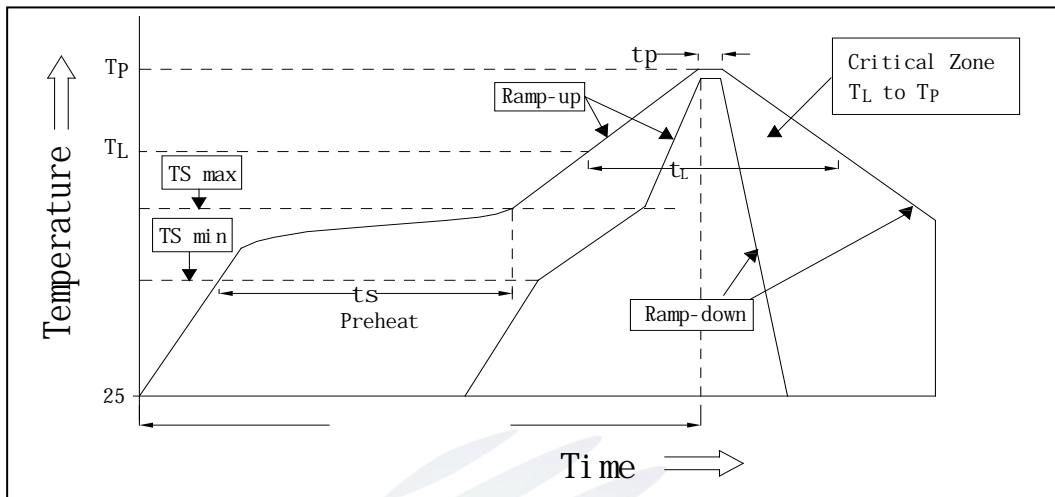 tp
TP
Ramp-up
Critical Zone
TL to TP
TL
tL
TS max
TS min
ts
Preheat
Ramp-down
25
Temperature
Time